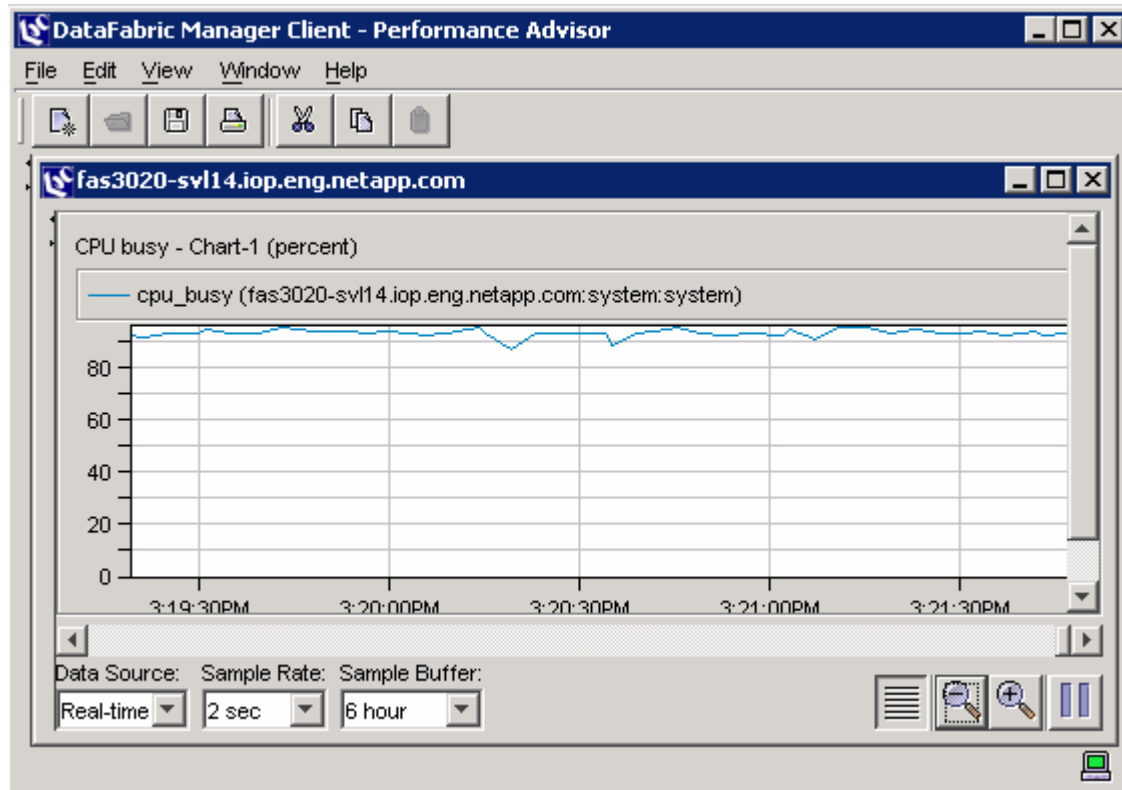 DataFabric Manager Client - Performance Advisor
File Edit View Window Help
fas3020-svl14.iop.eng.netapp.com
CPU busy - Chart-1 (percent)
cpu_busy (fas3020-svl14.iop.eng.netapp.com:system:system)
80
60
40
20
0
3:19:30PM 3:20:00PM 3:20:30PM 3:21:00PM 3:21:30PM
Data Source: Sample Rate: Sample Buffer:
Real-time 2 sec 6 hour